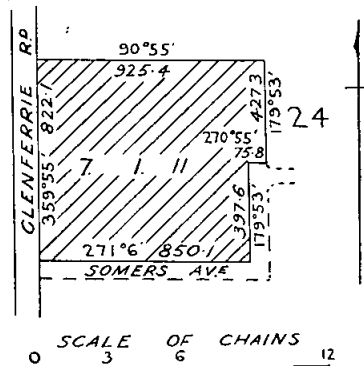 GLENFERRIE RD.
90°55'
925.4
822.1
359°55'
427.3
179°53'
24
270°55'
75.8
7. 1. 11
397.6
179°53'
271°6' 850.1
SOMERS AVE
SCALE OF CHAINS
0 3 6 12